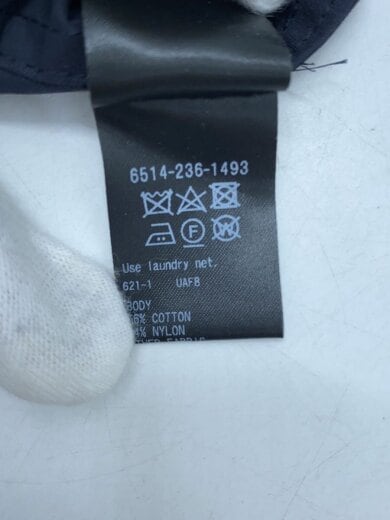 6514-236-1493
F W
Use laundry net.
621-1 UAF8
BODY
COTTON
NYLON